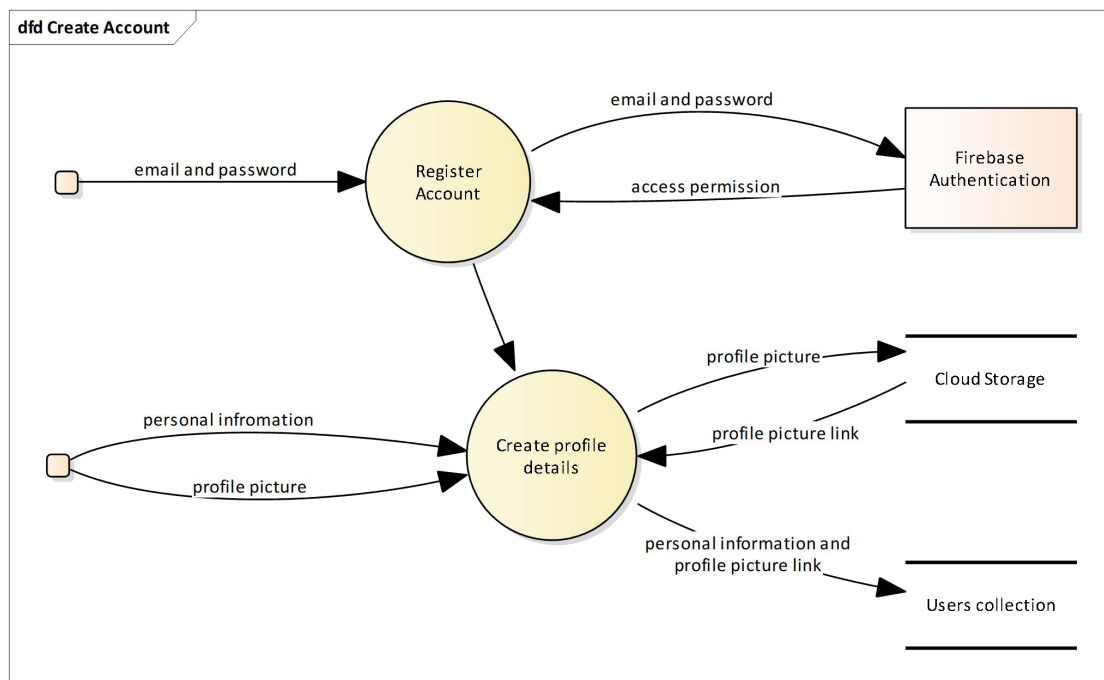 dfd Create Account
email and password
email and password
Register
Account
Firebase
Authentication
access permission
profile picture
Cloud Storage
personal infromation
profile picture link
Create profile
details
profile picture
personal information and
profile picture link
Users collection